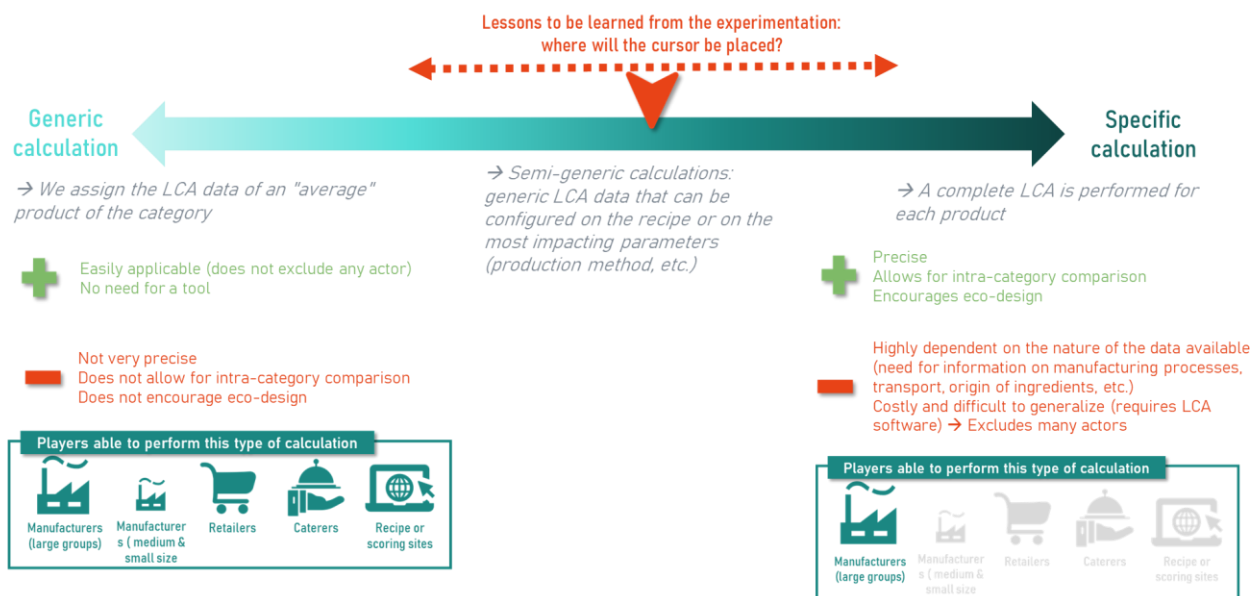 Lessons to be learned from the experimentation:
where will the cursor be placed?
Generic
calculation
Specific
calculation
→ We assign the LCA data of an "average"
product of the category
→ Semi-generic calculations:
generic LCA data that can be
configured on the recipe or on the
most impacting parameters
(production method, etc.)
→ A complete LCA is performed for
each product
Easily applicable (does not exclude any actor)
No need for a tool
Precise
Allows for intra-category comparison
Encourages eco-design
Not very precise
Does not allow for intra-category comparison
Does not encourage eco-design
Highly dependent on the nature of the data available
(need for information on manufacturing processes,
transport, origin of ingredients, etc.)
Costly and difficult to generalize (requires LCA
software) → Excludes many actors
Players able to perform this type of calculation
Manufacturers
(large groups)
Manufacturer
s ( medium &
small size
Retailers
Caterers
Recipe or
scoring sites
Players able to perform this type of calculation
Manufacturers
(large groups)
Manufacturer
s ( medium &
small size
Retailers
Caterers
Recipe or
scoring sites